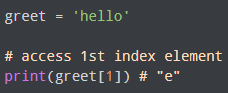 greet = 'hello'
# access 1st index element
print(greet[1]) # "e"